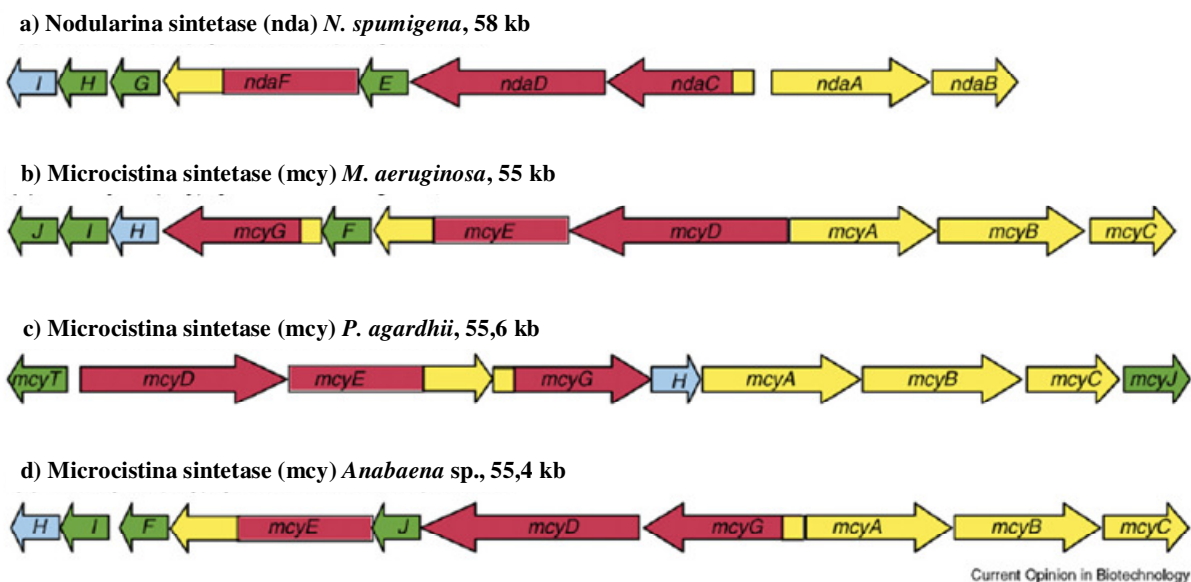 a) Nodularina sintetase (nda) N. spumigena, 58 kb
I H G ndaF E ndaD ndaC ndaA ndaB
b) Microcistina sintetase (mcy) M. aeruginosa, 55 kb
J I H mcyG F mcyE mcyD mcyA mcyB mcyC
c) Microcistina sintetase (mcy) P. agardhii, 55,6 kb
mcyT mcyD mcyE mcyG H mcyA mcyB mcyC mcyJ
d) Microcistina sintetase (mcy) Anabaena sp., 55,4 kb
H I F mcyE J mcyD mcyG mcyA mcyB mcyC
Current Opinion in Biotechnology